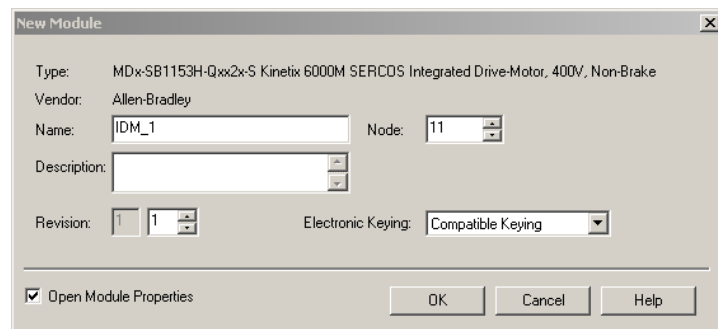 New Module
Type: MDx-SB1153H-Qxx2x-S Kinetix 6000M SERCOS Integrated Drive-Motor, 400V, Non-Brake
Vendor: Allen-Bradley
Name: IDM_1 Node: 11
Description:
Revision: 1 1 Electronic Keying: Compatible Keying
Open Module Properties OK Cancel Help